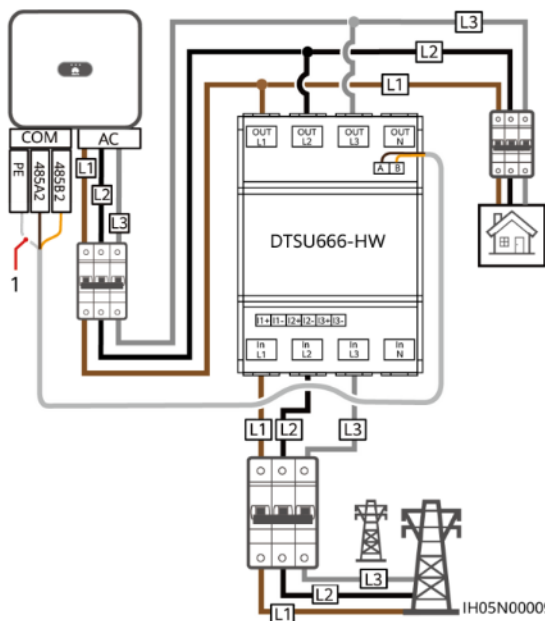 L3
L2
L1
COM
AC
PE
485A2
485B2
L1
L2
L3
1
OUT
L1
OUT
L2
OUT
L3
OUT
N
A
B
DTSU666-HW
I1+ I1- I2+ I2- I3+ I3-
In
L1
In
L2
In
L3
In
N
L1
L2
L3
L3
L2
L1
IH05N00009